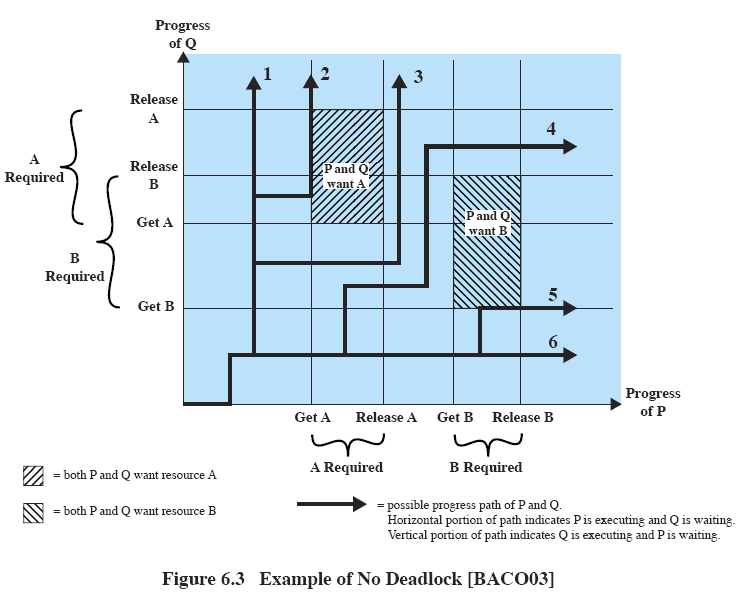 Progress
of Q
1
2
3
4
5
6
Release
A
Release
B
Get A
Get B
A
Required
B
Required
P and Q
want A
P and Q
want B
Progress
of P
Get A
Release A
Get B
Release B
A Required
B Required
= both P and Q want resource A
= both P and Q want resource B
= possible progress path of P and Q.
Horizontal portion of path indicates P is executing and Q is waiting.
Vertical portion of path indicates Q is executing and P is waiting.
Figure 6.3 Example of No Deadlock [BACO03]